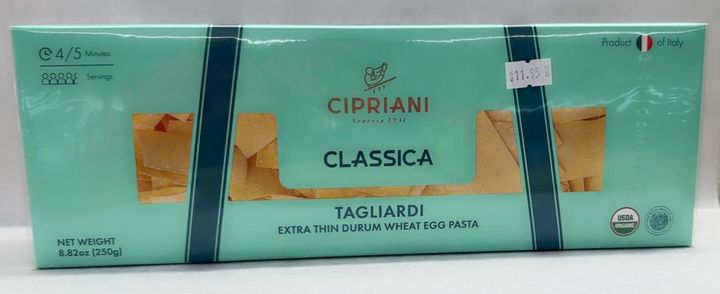 4/5 Minutes
Servings
Product of Italy
$11.95
CIPRIANI
Venezia 1931
CLASSICA
TAGLIARDI
EXTRA THIN DURUM WHEAT EGG PASTA
NET WEIGHT
8.82oz (250g)
USDA
ORGANIC